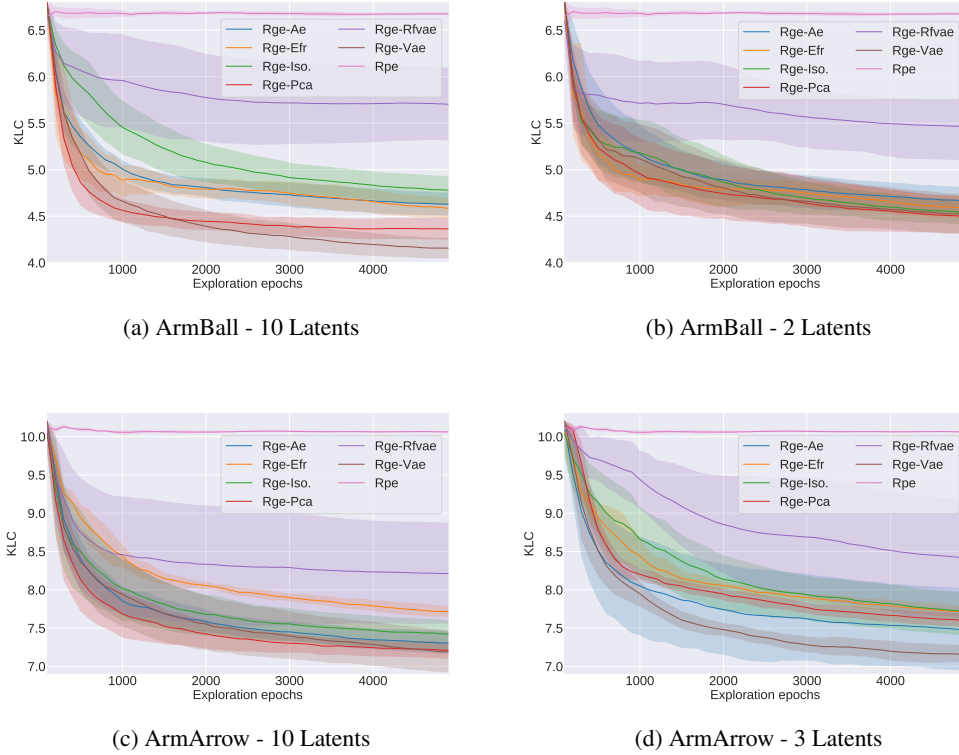 6.5
6.0
5.5
5.0
4.5
4.0
KLC
Rge-Ae
Rge-Efr
Rge-Iso.
Rge-Pca
Rge-Rfvae
Rge-Vae
Rpe
1000 2000 3000 4000
Exploration epochs
(a) ArmBall - 10 Latents
6.5
6.0
5.5
5.0
4.5
4.0
KLC
Rge-Ae
Rge-Efr
Rge-Iso.
Rge-Pca
Rge-Rfvae
Rge-Vae
Rpe
1000 2000 3000 4000
Exploration epochs
(b) ArmBall - 2 Latents
10.0
9.5
9.0
8.5
8.0
7.5
7.0
KLC
Rge-Ae
Rge-Efr
Rge-Iso.
Rge-Pca
Rge-Rfvae
Rge-Vae
Rpe
1000 2000 3000 4000
Exploration epochs
(c) ArmArrow - 10 Latents
10.0
9.5
9.0
8.5
8.0
7.5
7.0
KLC
Rge-Ae
Rge-Efr
Rge-Iso.
Rge-Pca
Rge-Rfvae
Rge-Vae
Rpe
1000 2000 3000 4000
Exploration epochs
(d) ArmArrow - 3 Latents